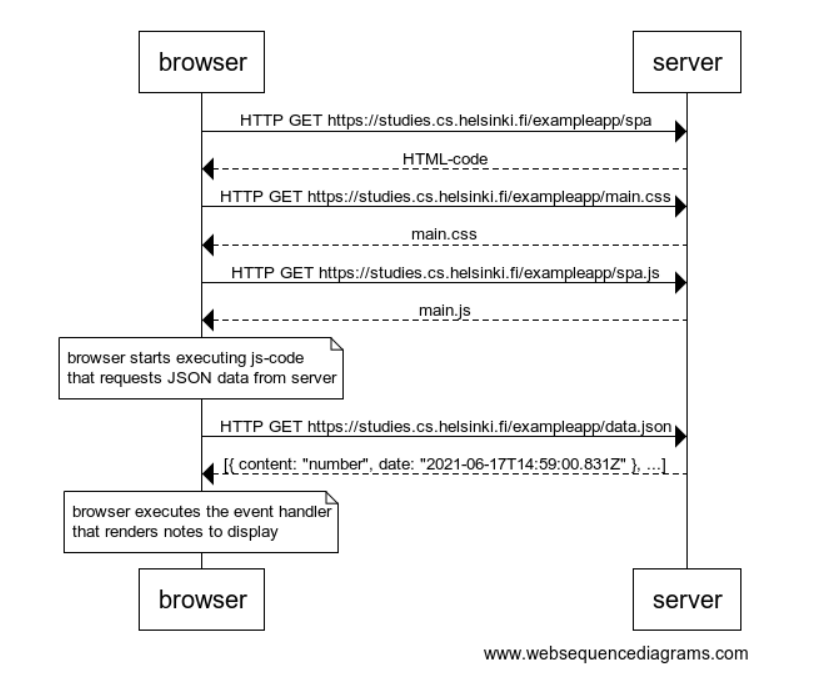 browser
server
HTTP GET https://studies.cs.helsinki.fi/exampleapp/spa
HTML-code
HTTP GET https://studies.cs.helsinki.fi/exampleapp/main.css
main.css
HTTP GET https://studies.cs.helsinki.fi/exampleapp/spa.js
main.js
browser starts executing js-code
that requests JSON data from server
HTTP GET https://studies.cs.helsinki.fi/exampleapp/data.json
[{ content: "number", date: "2021-06-17T14:59:00.831Z" }, ...]
browser executes the event handler
that renders notes to display
browser
server
www.websequencediagrams.com